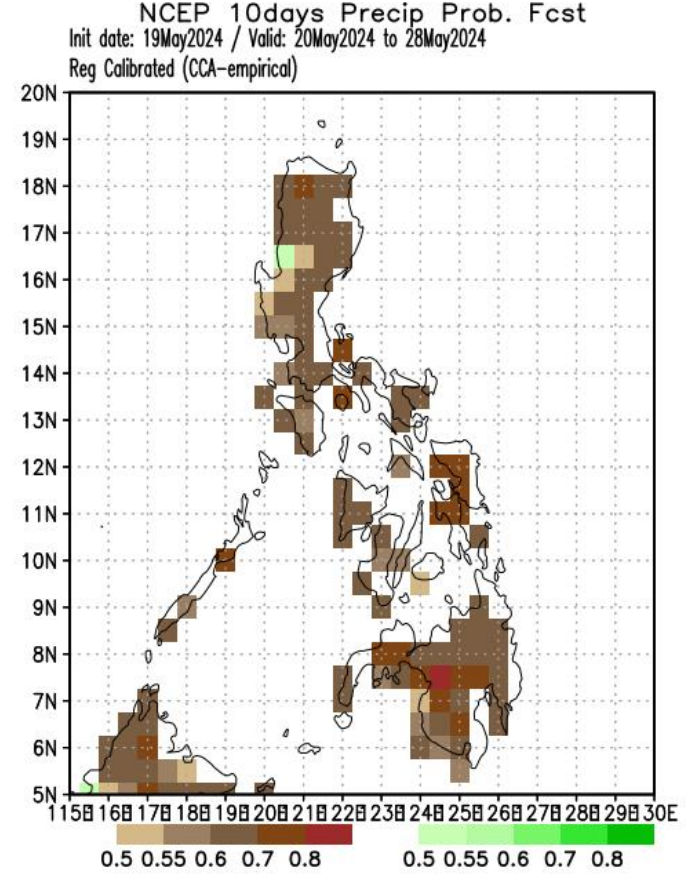 NCEP 10days Precip Prob. Fcst
Init date: 19May2024 / Valid: 20May2024 to 28May2024
Reg Calibrated (CCA-empirical)
20N
19N
18N
17N
16N
15N
14N
13N
12N
11N
10N
9N
8N
7N
6N
5N
115E 116E 117E 118E 119E 120E 121E 122E 123E 124E 125E 126E 127E 128E 129E 130E
0.5 0.55 0.6 0.7 0.8 0.5 0.55 0.6 0.7 0.8